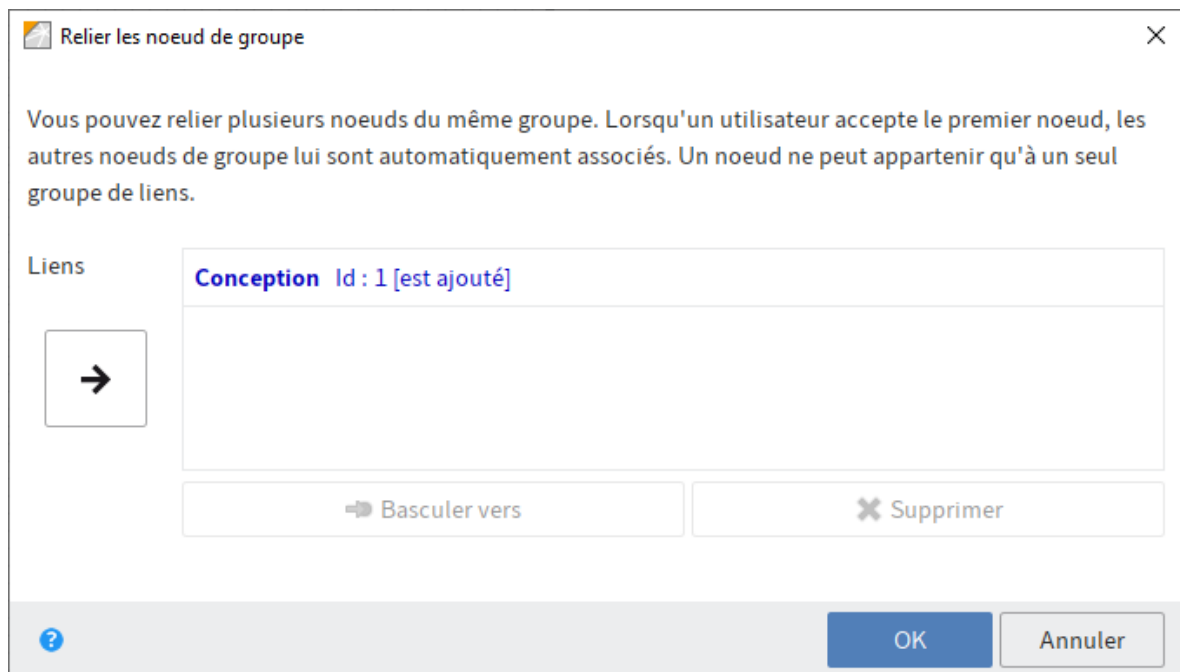 Relier les noeud de groupe
Vous pouvez relier plusieurs noeuds du même groupe. Lorsqu'un utilisateur accepte le premier noeud, les
autres noeuds de groupe lui sont automatiquement associés. Un noeud ne peut appartenir qu'à un seul
groupe de liens.
Liens
Conception Id : 1 [est ajouté]
Basculer vers
Supprimer
?
OK
Annuler